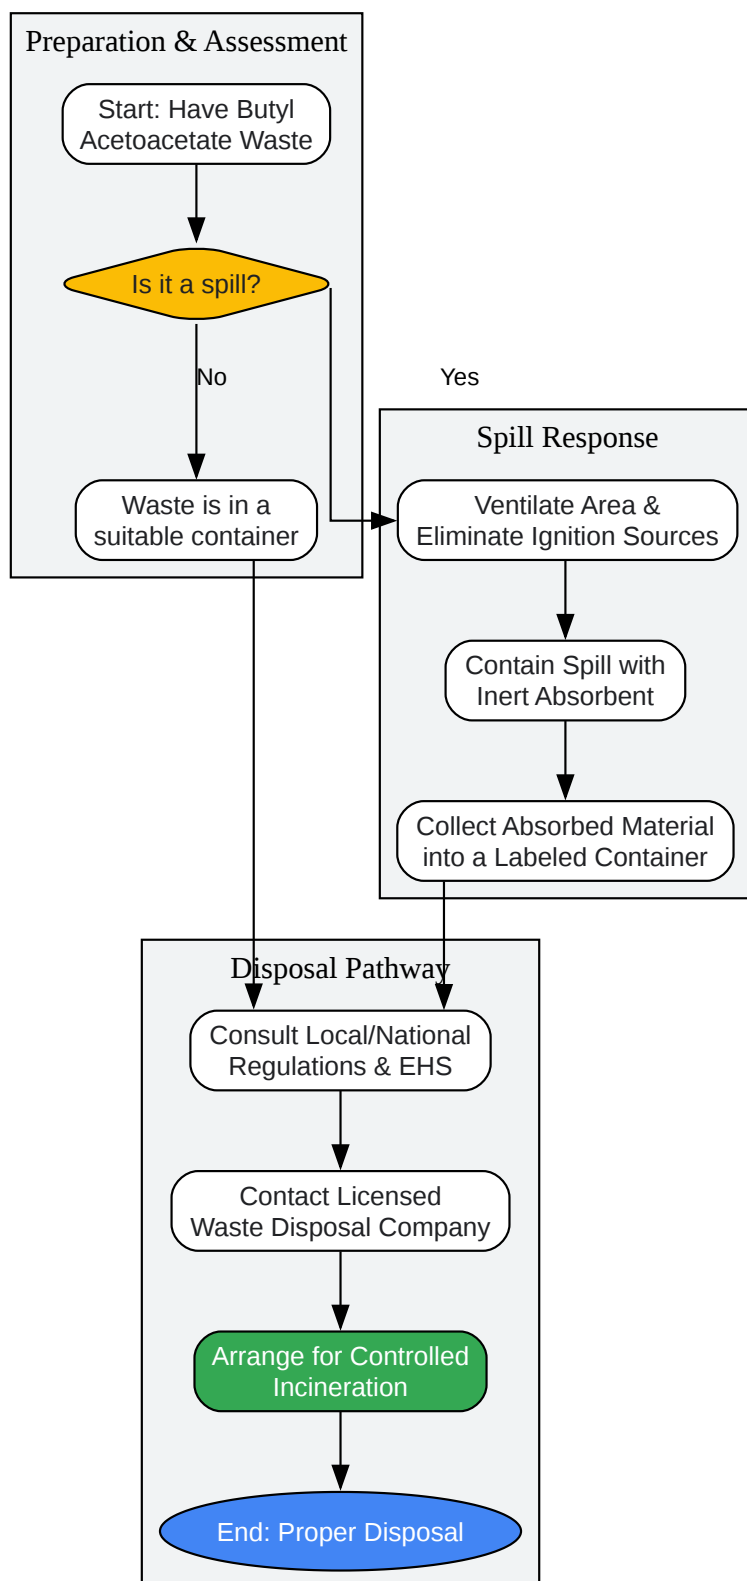 Preparation & Assessment
Start: Have Butyl
Acetoacetate Waste
Is it a spill?
No
Yes
Waste is in a
suitable container
Spill Response
Ventilate Area &
Eliminate Ignition Sources
Contain Spill with
Inert Absorbent
Collect Absorbed Material
into a Labeled Container
Disposal Pathway
Consult Local/National
Regulations & EHS
Contact Licensed
Waste Disposal Company
Arrange for Controlled
Incineration
End: Proper Disposal